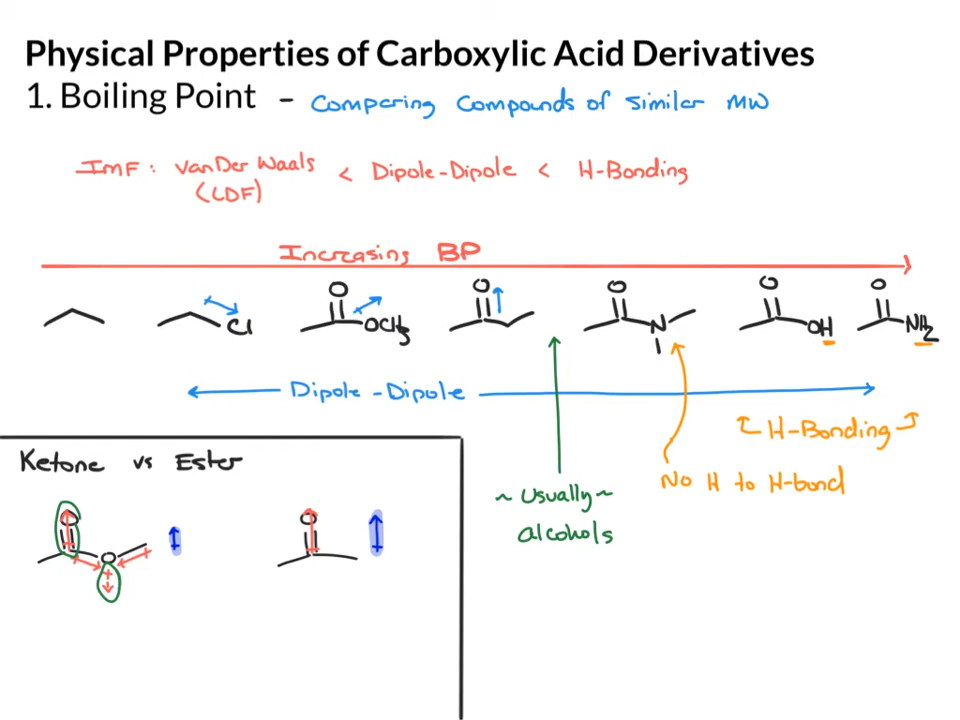 Physical Properties of Carboxylic Acid Derivatives
1. Boiling Point - Comparing Compounds of Similar MW
IMF: VanDer Waals < Dipole-Dipole < H-Bonding
(LDF)
Increasing BP
Cl
O
OCH3
O
O
N
O
OH
O
NH2
Dipole-Dipole
H-Bonding
No H to H-bond
~ Usually ~
alcohols
Ketone vs Ester
O
O
O